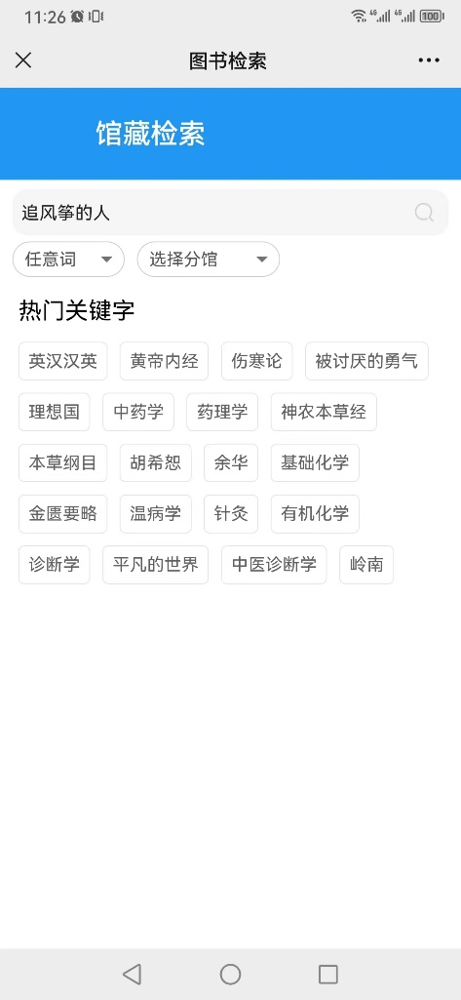 11:26 4G 4G 100
图书检索
馆藏检索
追风筝的人
任意词 选择分馆
热门关键字
英汉汉英 黄帝内经 伤寒论 被讨厌的勇气
理想国 中药学 药理学 神农本草经
本草纲目 胡希恕 余华 基础化学
金匮要略 温病学 针灸 有机化学
诊断学 平凡的世界 中医诊断学 岭南